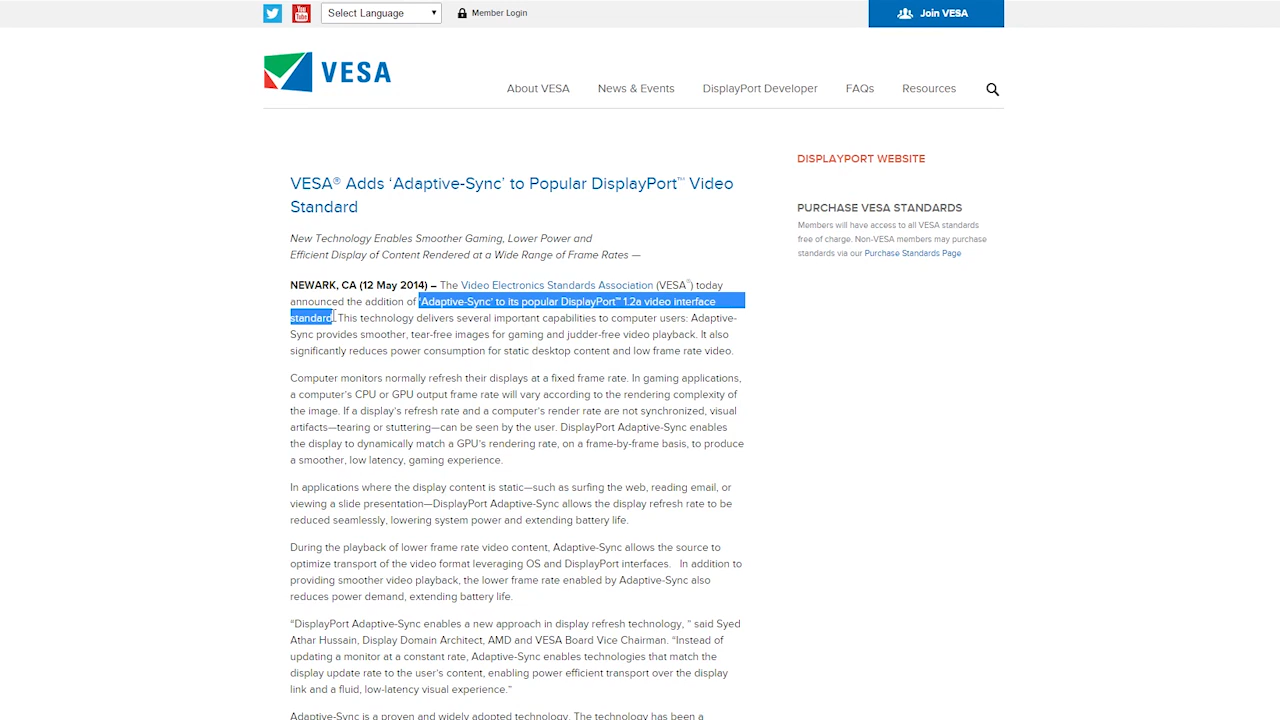 You Tube
Select Language
Member Login
Join VESA
VESA
About VESA
News & Events
DisplayPort Developer
FAQs
Resources
VESA® Adds ‘Adaptive-Sync’ to Popular DisplayPort™ Video
Standard
New Technology Enables Smoother Gaming, Lower Power and
Efficient Display of Content Rendered at a Wide Range of Frame Rates —
NEWARK, CA (12 May 2014) – The Video Electronics Standards Association (VESA®) today
announced the addition of ‘Adaptive-Sync’ to its popular DisplayPort™ 1.2a video interface
standard. This technology delivers several important capabilities to computer users: Adaptive-
Sync provides smoother, tear-free images for gaming and judder-free video playback. It also
significantly reduces power consumption for static desktop content and low frame rate video.
Computer monitors normally refresh their displays at a fixed frame rate. In gaming applications,
a computer’s CPU or GPU output frame rate will vary according to the rendering complexity of
the image. If a display’s refresh rate and a computer’s render rate are not synchronized, visual
artifacts—tearing or stuttering—can be seen by the user. DisplayPort Adaptive-Sync enables
the display to dynamically match a GPU’s rendering rate, on a frame-by-frame basis, to produce
a smoother, low latency, gaming experience.
In applications where the display content is static—such as surfing the web, reading email, or
viewing a slide presentation—DisplayPort Adaptive-Sync allows the display refresh rate to be
reduced seamlessly, lowering system power and extending battery life.
During the playback of lower frame rate video content, Adaptive-Sync allows the source to
optimize transport of the video format leveraging OS and DisplayPort interfaces. In addition to
providing smoother video playback, the lower frame rate enabled by Adaptive-Sync also
reduces power demand, extending battery life.
“DisplayPort Adaptive-Sync enables a new approach in display refresh technology, ” said Syed
Athar Hussain, Display Domain Architect, AMD and VESA Board Vice Chairman. “Instead of
updating a monitor at a constant rate, Adaptive-Sync enables technologies that match the
display update rate to the user’s content, enabling power efficient transport over the display
link and a fluid, low-latency visual experience.”
Adaptive-Sync is a proven and widely adopted technology. The technology has been a
DISPLAYPORT WEBSITE
PURCHASE VESA STANDARDS
Members will have access to all VESA standards
free of charge. Non-VESA members may purchase
standards via our Purchase Standards Page